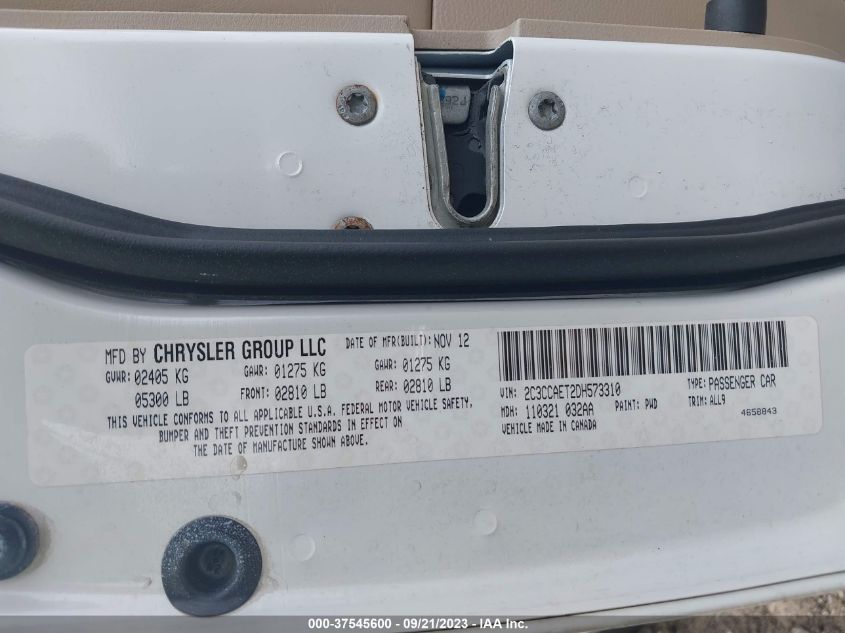 92J
MFD BY CHRYSLER GROUP LLC DATE OF MFR(BUILT): NOV 12
GVWR: 02405 KG GAWR: 01275 KG GAWR: 01275 KG
05300 LB FRONT: 02810 LB REAR: 02810 LB
THIS VEHICLE CONFORMS TO ALL APPLICABLE U.S.A. FEDERAL MOTOR VEHICLE SAFETY,
BUMPER AND THEFT PREVENTION STANDARDS IN EFFECT ON
THE DATE OF MANUFACTURE SHOWN ABOVE.
VIN: 2C3CCAET2DH573310 TYPE: PASSENGER CAR
MDH: 110321 032AA PAINT: PWD TRIM: ALL9
VEHICLE MADE IN CANADA 4658843
000-37545600 - 09/21/2023 - IAA Inc.